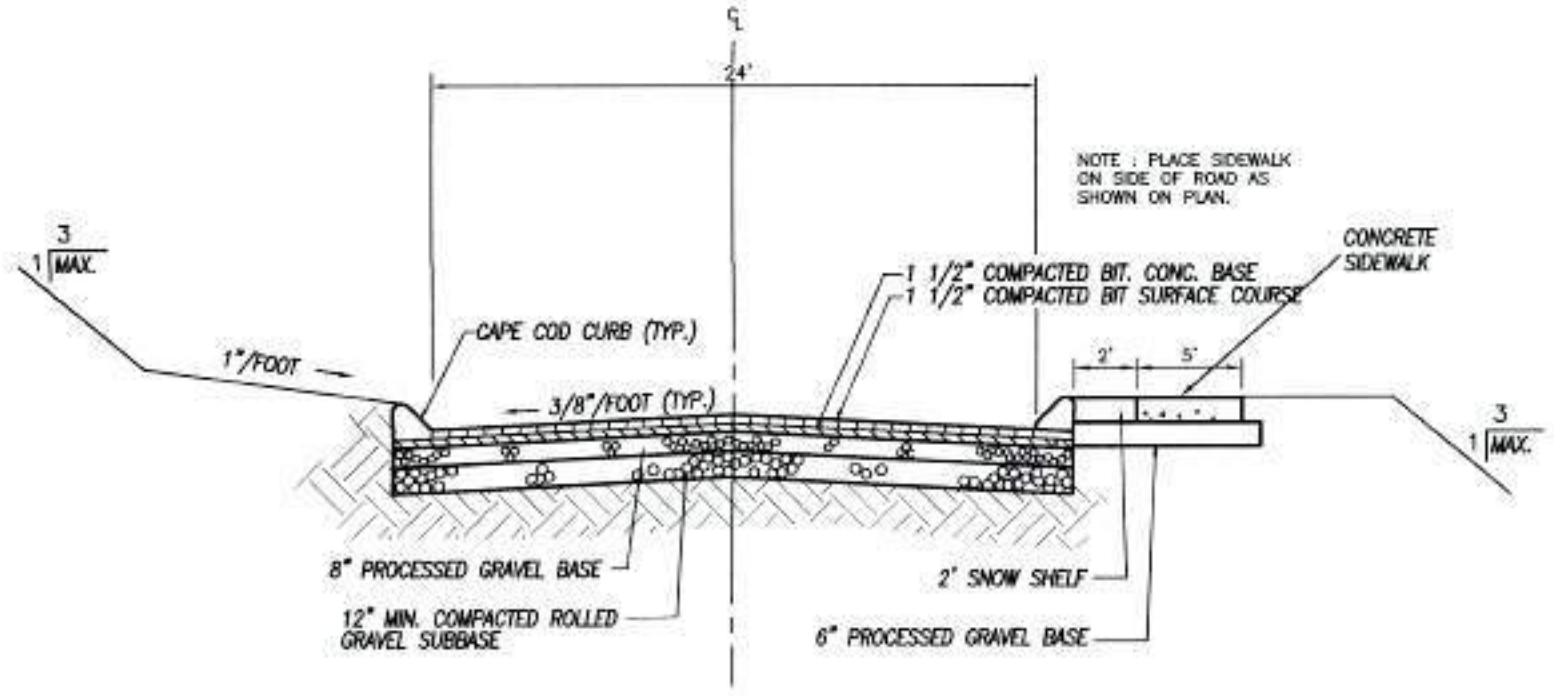 ℄
24'
NOTE : PLACE SIDEWALK
ON SIDE OF ROAD AS
SHOWN ON PLAN.
3
1 MAX.
CONCRETE
SIDEWALK
1 1/2" COMPACTED BIT. CONC. BASE
1 1/2" COMPACTED BIT SURFACE COURSE
CAPE COD CURB (TYP.)
1"/FOOT
2'
5'
3/8"/FOOT (TYP.)
3
1 MAX.
8" PROCESSED GRAVEL BASE
2' SNOW SHELF
12" MIN. COMPACTED ROLLED
GRAVEL SUBBASE
6" PROCESSED GRAVEL BASE